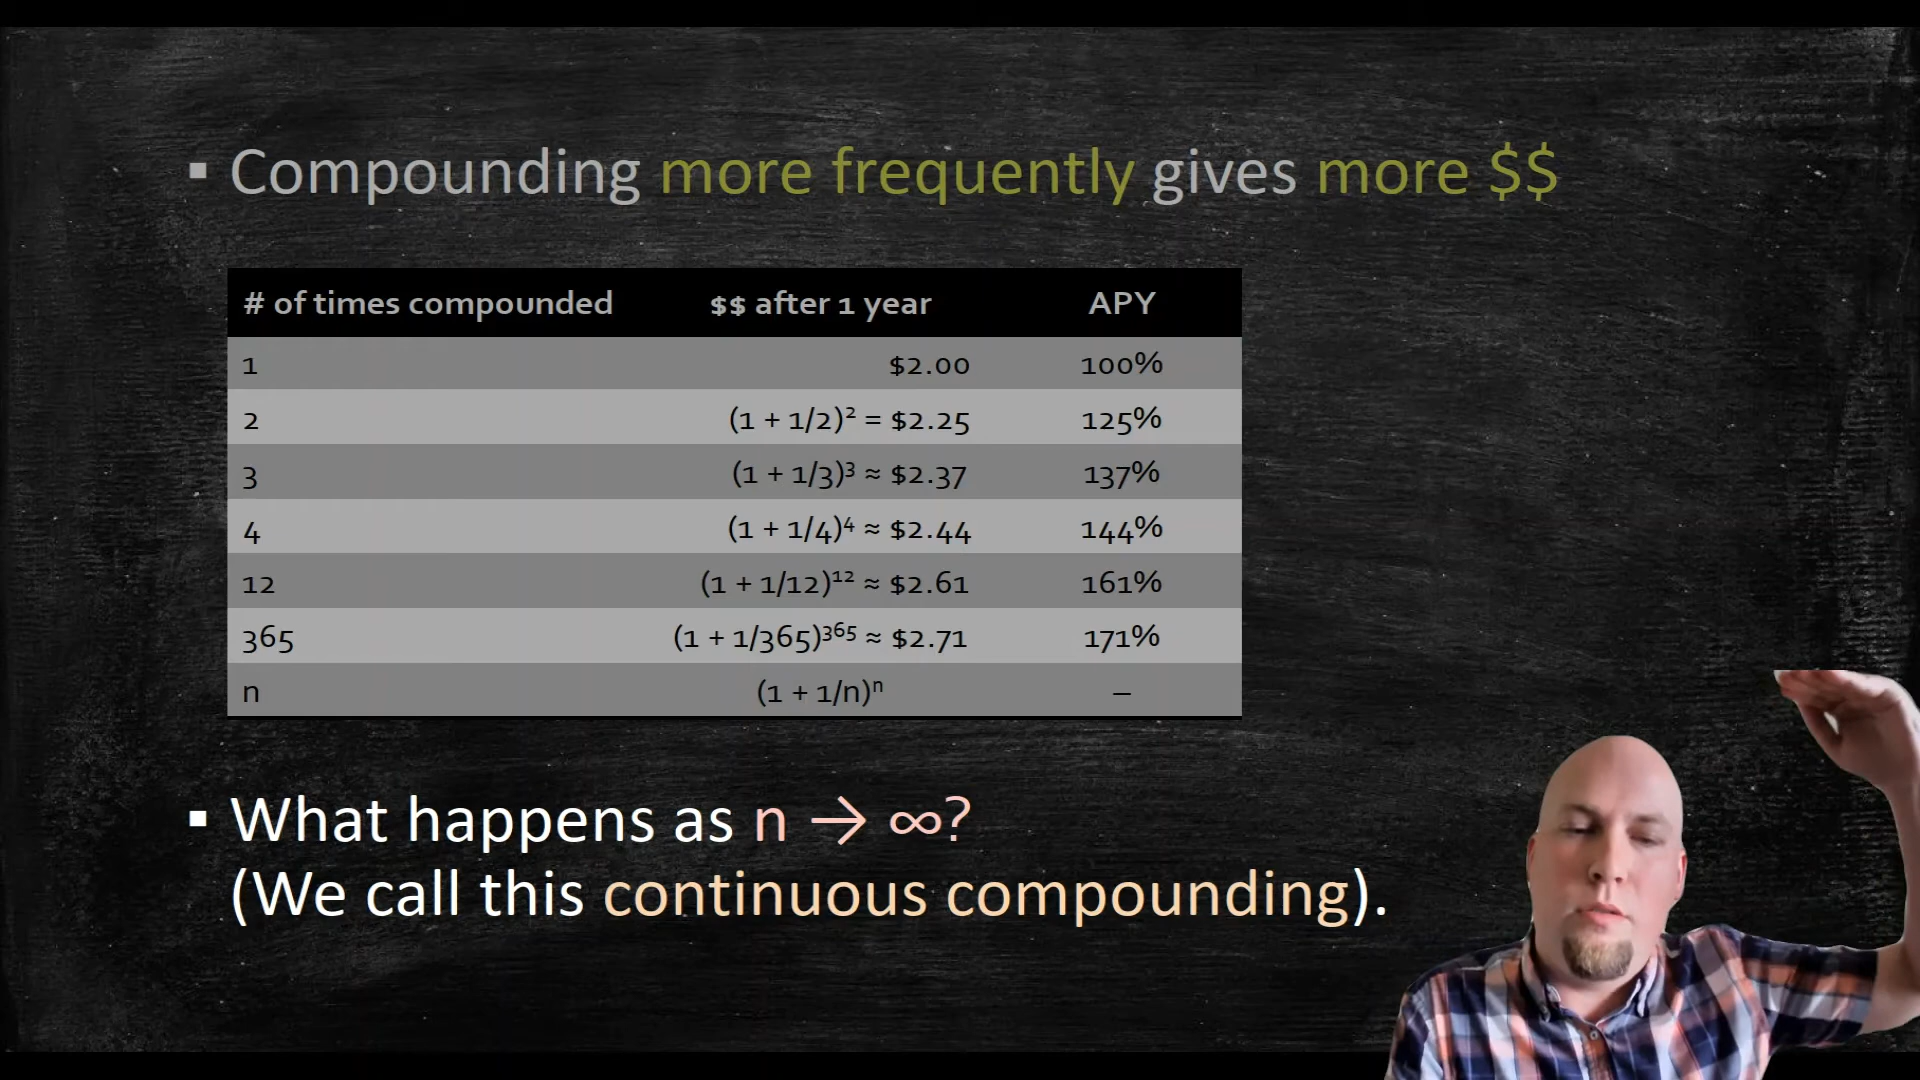 ▪ Compounding more frequently gives more $$
# of times compounded $$ after 1 year APY
1 $2.00 100%
2 (1 + 1/2)² = $2.25 125%
3 (1 + 1/3)³ ≈ $2.37 137%
4 (1 + 1/4)⁴ ≈ $2.44 144%
12 (1 + 1/12)¹² ≈ $2.61 161%
365 (1 + 1/365)³⁶⁵ ≈ $2.71 171%
n (1 + 1/n)ⁿ –
▪ What happens as n → ∞?
(We call this continuous compounding).